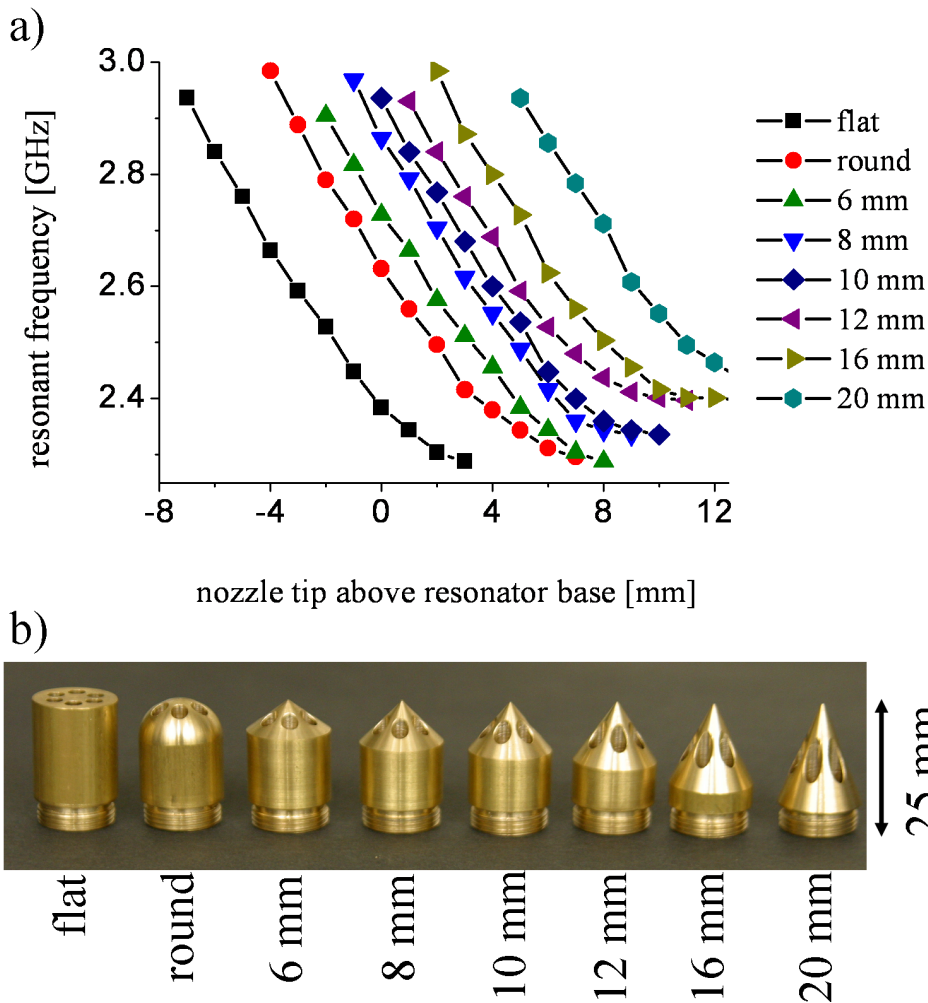 a)
resonant frequency [GHz]
3.0
2.8
2.6
2.4
-8 -4 0 4 8 12
nozzle tip above resonator base [mm]
flat
round
6 mm
8 mm
10 mm
12 mm
16 mm
20 mm
b)
25 mm
flat
round
6 mm
8 mm
10 mm
12 mm
16 mm
20 mm